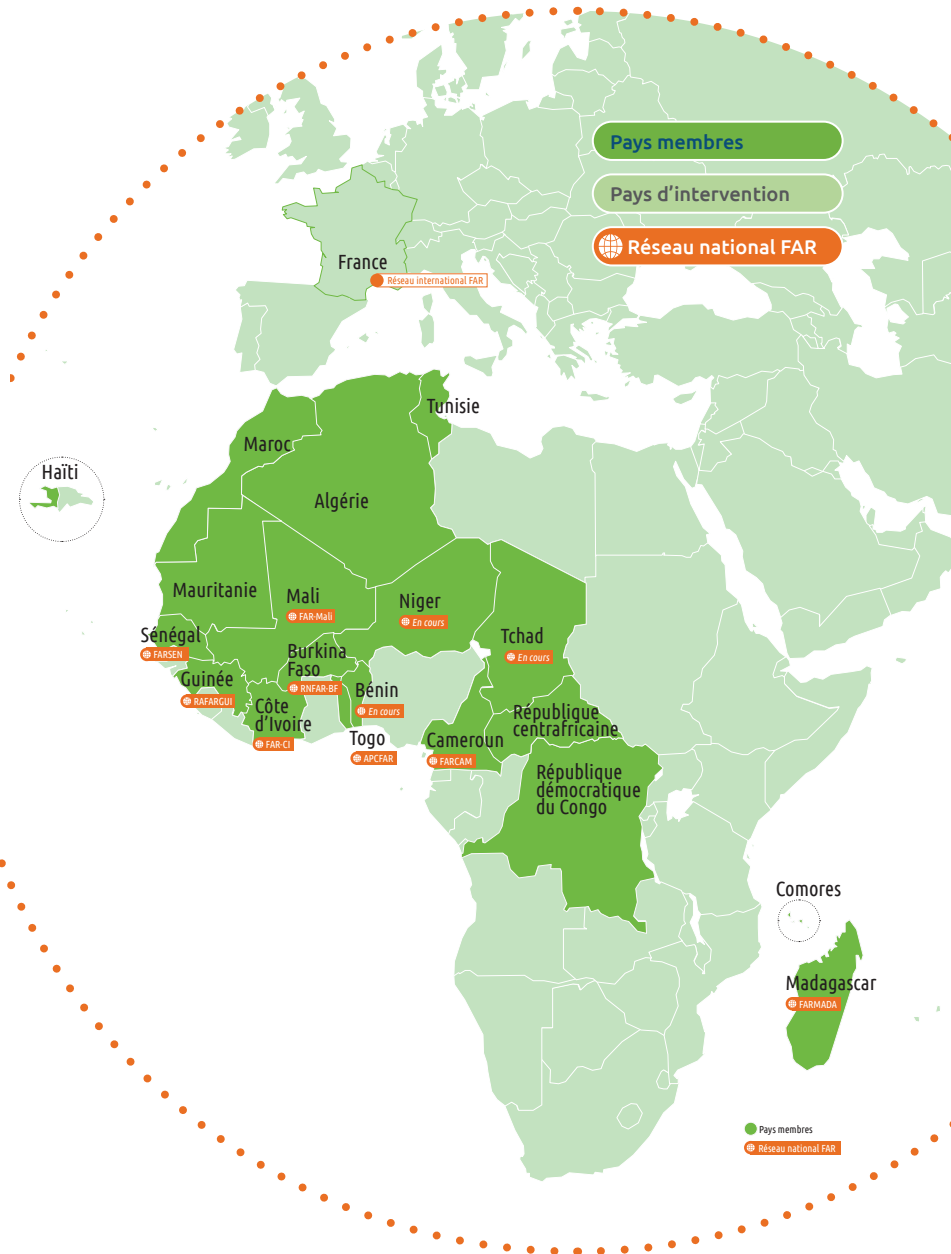 Pays membres
Pays d’intervention
Réseau national FAR
France
Réseau international FAR
Tunisie
Maroc
Haïti
Algérie
Mauritanie
Mali
FAR-Mali
Niger
En cours
Sénégal
FARSEN
Burkina
Faso
RNFAR-BF
Tchad
En cours
Guinée
RAFARGUI
Côte
d’Ivoire
FAR-CI
Bénin
En cours
Togo
APCFAR
Cameroun
FARCAM
République
centrafricaine
République
démocratique
du Congo
Comores
Madagascar
FARMADA
Pays membres
Réseau national FAR